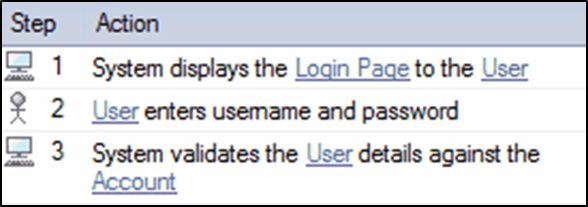 Step Action
1 System displays the Login Page to the User
2 User enters username and password
3 System validates the User details against the
Account